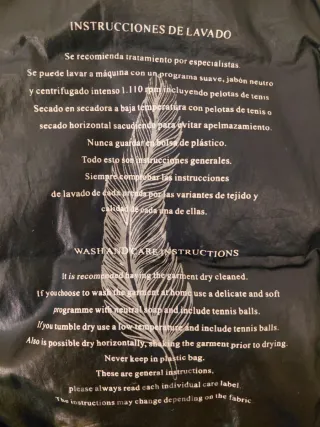 INSTRUCCIONES DE LAVADO
Se recomienda tratamiento por especialistas.
Se puede lavar a máquina con un programa suave, jabón neutro
y centrifugado intenso 1.110 rpm incluyendo pelotas de tenis
Secado en secadora a baja temperatura con pelotas de tenis o
secado horizontal sacudiendo para evitar apelmazamiento.
Nunca guardar en bolsa de plástico.
Todo esto son instrucciones generales.
Siempre comprobar las instrucciones
de lavado de cada prenda por las variantes de tejido y
calidad de cada una de ellas.
WASH AND CARE INSTRUCTIONS
It is recomended having the garment dry cleaned.
If you choose to wash the garment at home use a delicate and soft
programme with neutral soap and include tennis balls.
If you tumble dry use a low temperature and include tennis balls.
Also is possible dry horizontally, shaking the garment prior to drying.
Never keep in plastic bag.
These are general instructions,
please always read each individual care label.
The instructions may change depending on the fabric